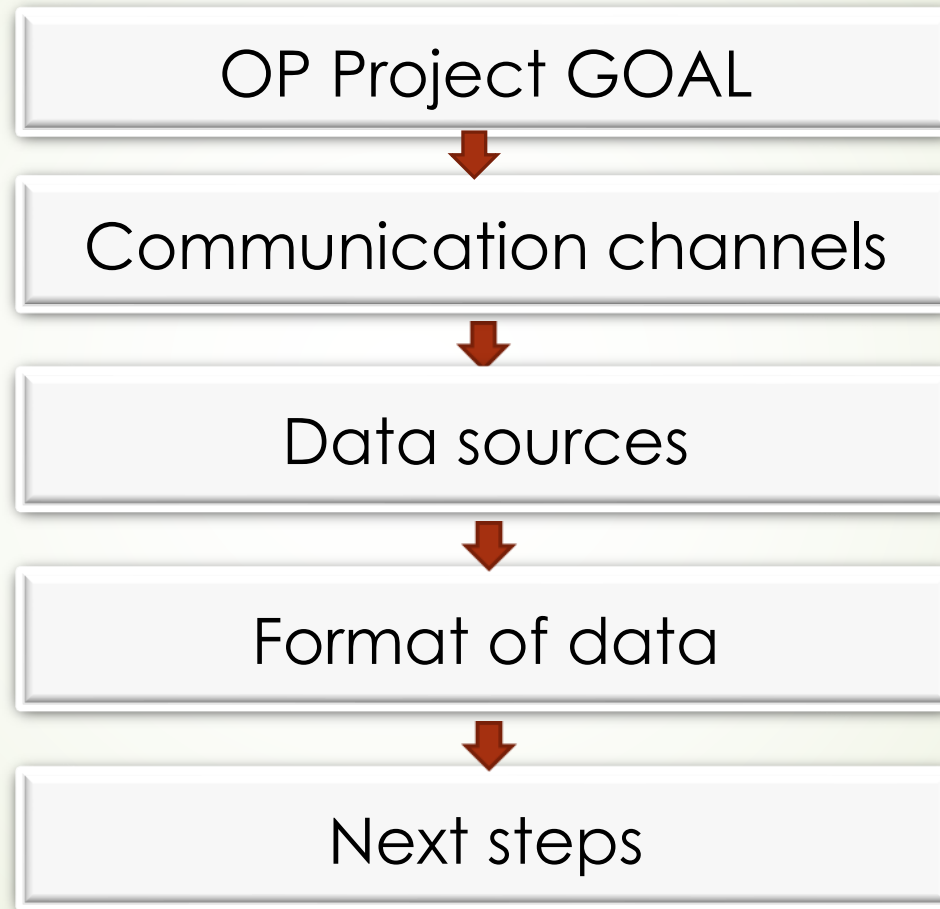 OP Project GOAL
Communication channels
Data sources
Format of data
Next steps